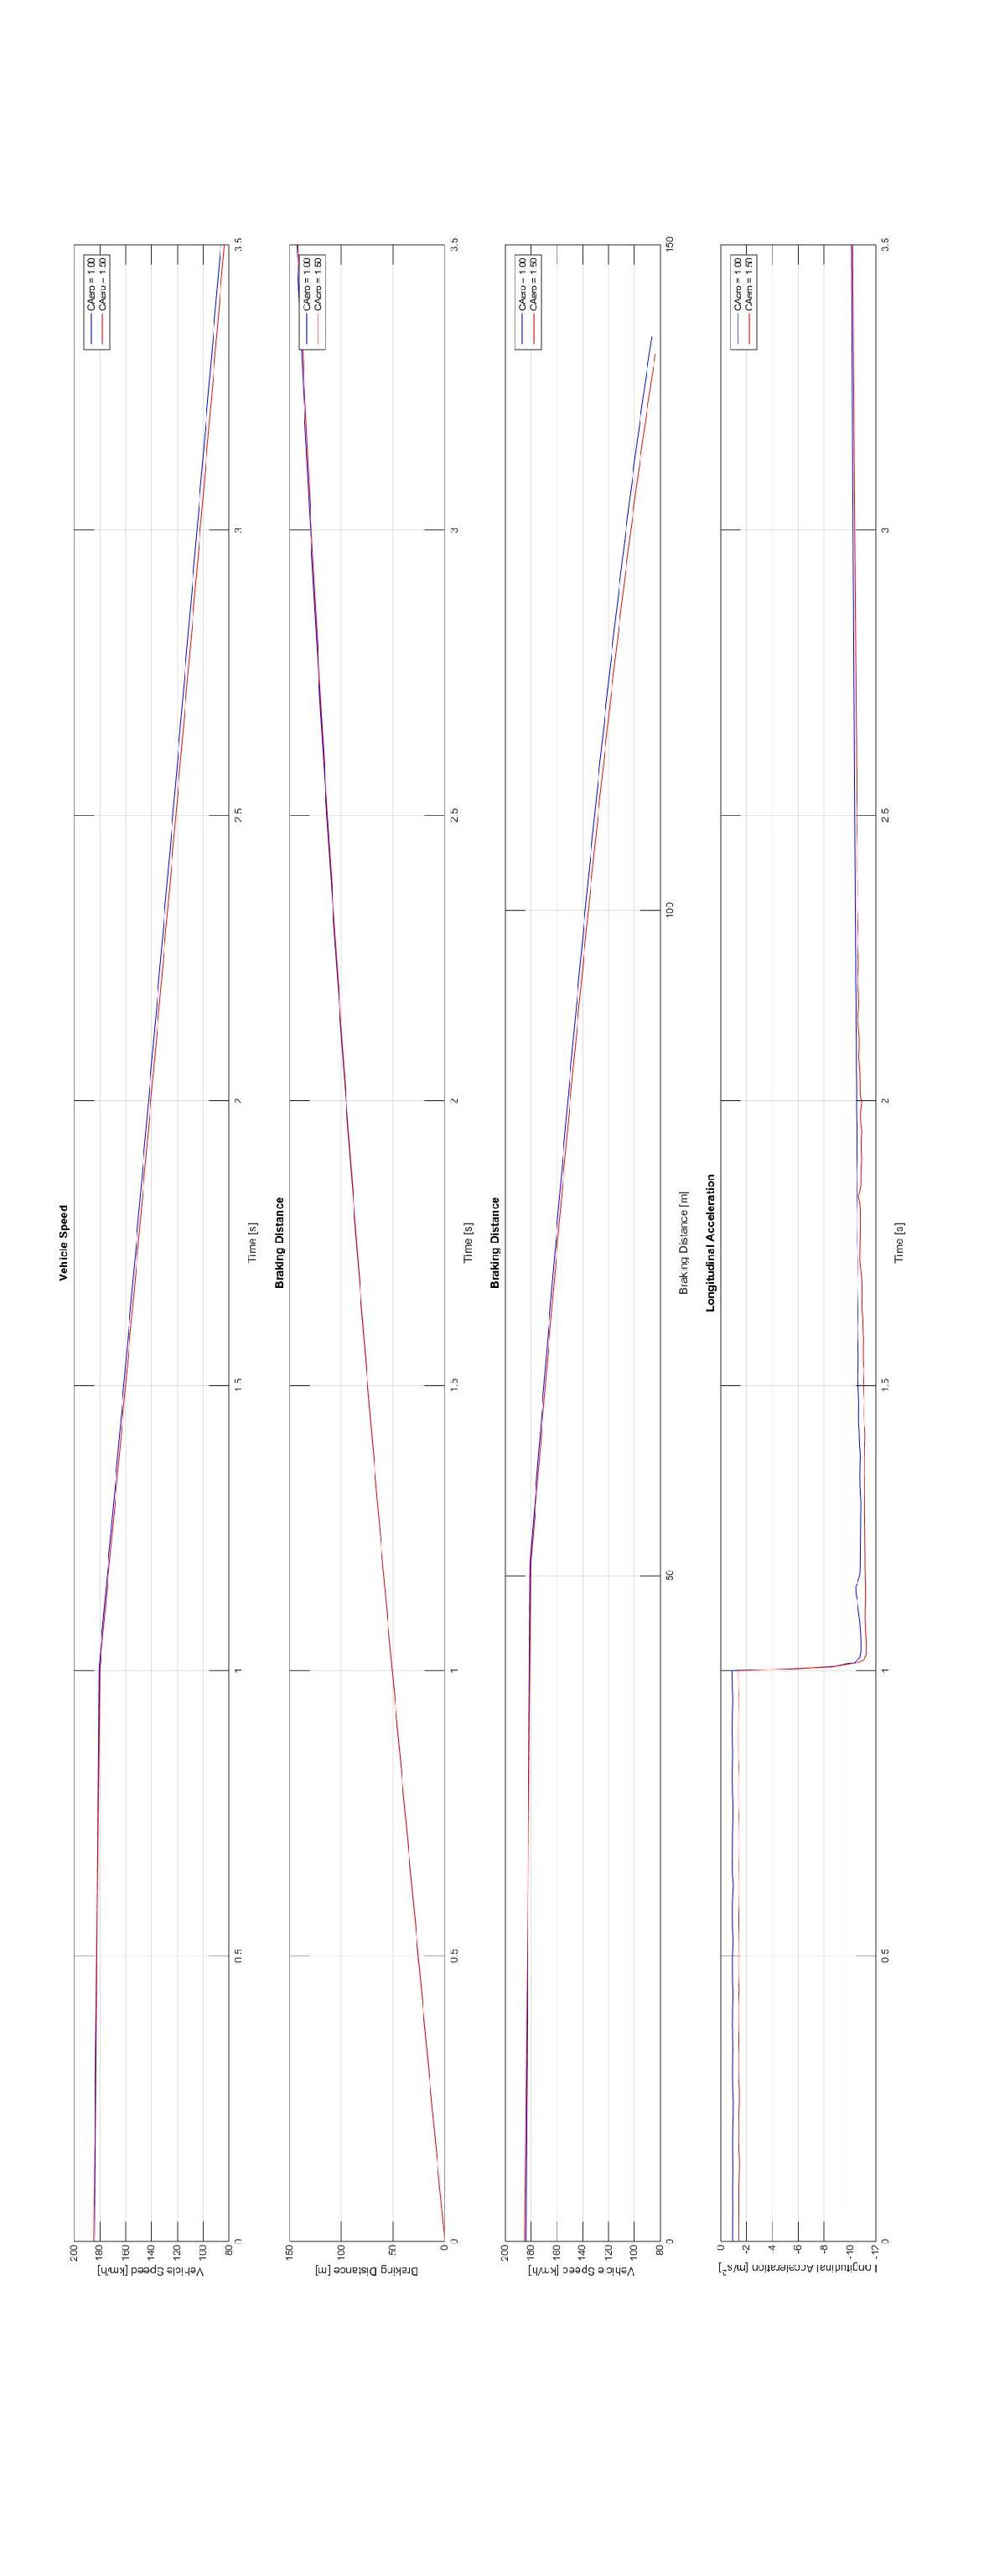 Vehicle Speed
CAero = 1.00
CAero = 1.50
Vehicle Speed [km/h]
200
180
160
140
120
100
80
0
0.5
1
1.5
2
2.5
3
3.5
Time [s]
Braking Distance
CAero = 1.00
CAero = 1.50
Braking Distance [m]
150
100
50
0
0
0.5
1
1.5
2
2.5
3
3.5
Time [s]
Braking Distance
CAero = 1.00
CAero = 1.50
Vehicle Speed [km/h]
200
180
160
140
120
100
80
0
50
100
150
Braking Distance [m]
Longitudinal Acceleration
CAero = 1.00
CAero = 1.50
Longitudinal Acceleration [m/s²]
0
-2
-4
-6
-8
-10
-12
0
0.5
1
1.5
2
2.5
3
3.5
Time [s]